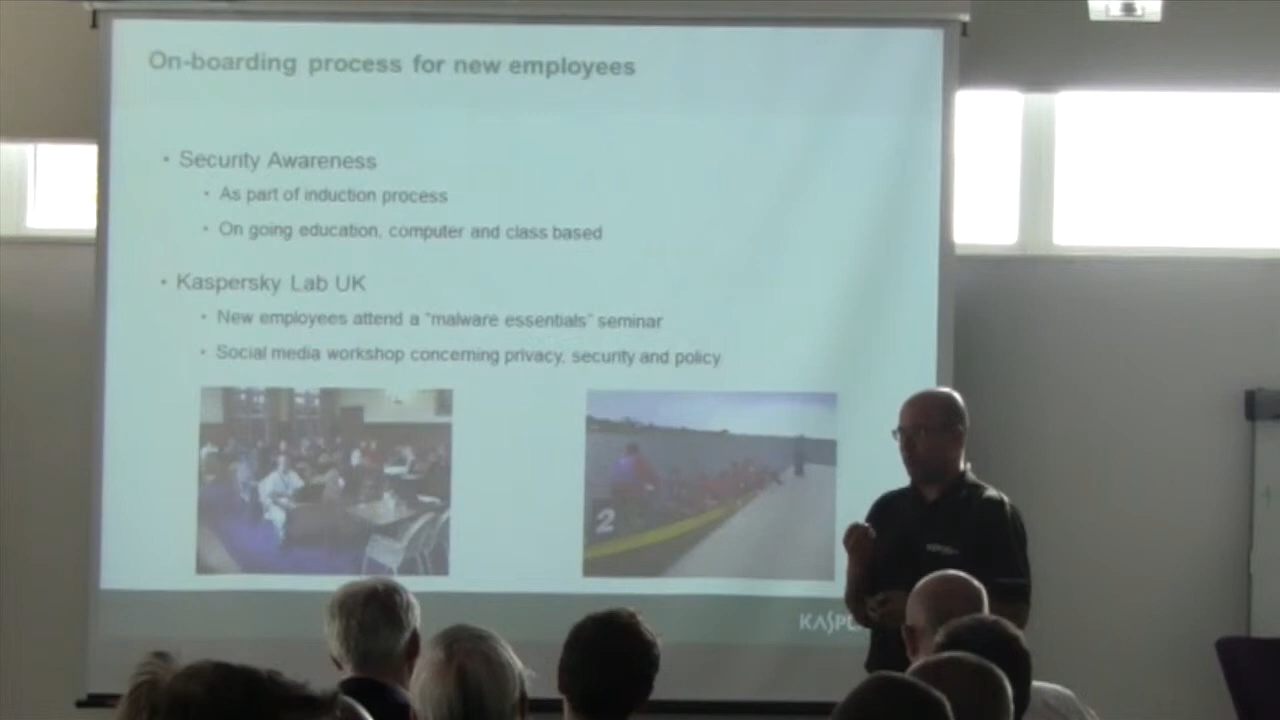 On-boarding process for new employees
• Security Awareness
• As part of induction process
• On going education, computer and class based
• Kaspersky Lab UK
• New employees attend a "malware essentials" seminar
• Social media workshop concerning privacy, security and policy
2
KASPE